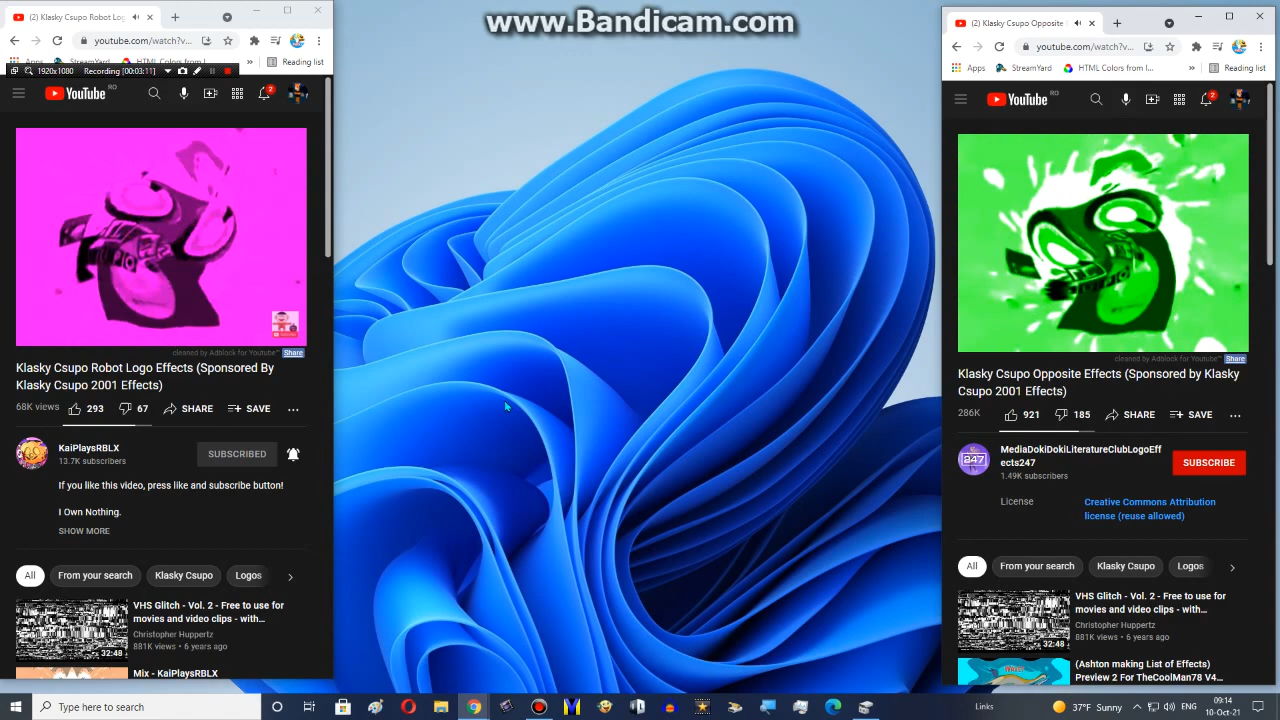 www.Bandicam.com
(2) Klasky Csupo Robot Lo
youtube.com/watch?v...
HTML Colors from I...
Reading list
1920x1080 Recording [00:03:11]
YouTube RO
2
cleaned by Adblock for Youtube™ Share
Klasky Csupo Robot Logo Effects (Sponsored By
Klasky Csupo 2001 Effects)
68K views 293 67 SHARE SAVE
KaiPlaysRBLX
13.7K subscribers
SUBSCRIBED
If you like this video, press like and subscribe button!
I Own Nothing.
SHOW MORE
All From your search Klasky Csupo Logos
VHS Glitch - Vol. 2 - Free to use for
movies and video clips - with...
Christopher Huppertz
881K views • 6 years ago
32:48
Mix - KaiPlaysRBLX
(2) Klasky Csupo Opposite
youtube.com/watch?v...
Apps StreamYard HTML Colors from I... » Reading list
YouTube RO
2
cleaned by Adblock for Youtube™ Share
Klasky Csupo Opposite Effects (Sponsored by Klasky
Csupo 2001 Effects)
286K 921 185 SHARE SAVE
247
MediaDokiDokiLiteratureClubLogoEff
ects247
1.49K subscribers
SUBSCRIBE
License Creative Commons Attribution
license (reuse allowed)
All From your search Klasky Csupo Logos
VHS Glitch - Vol. 2 - Free to use for
movies and video clips - with...
Christopher Huppertz
881K views • 6 years ago
32:48
(Ashton making List of Effects)
Preview 2 For TheCoolMan78 V4...
Type here to search
Links
37°F Sunny
09:14
10-Oct-21